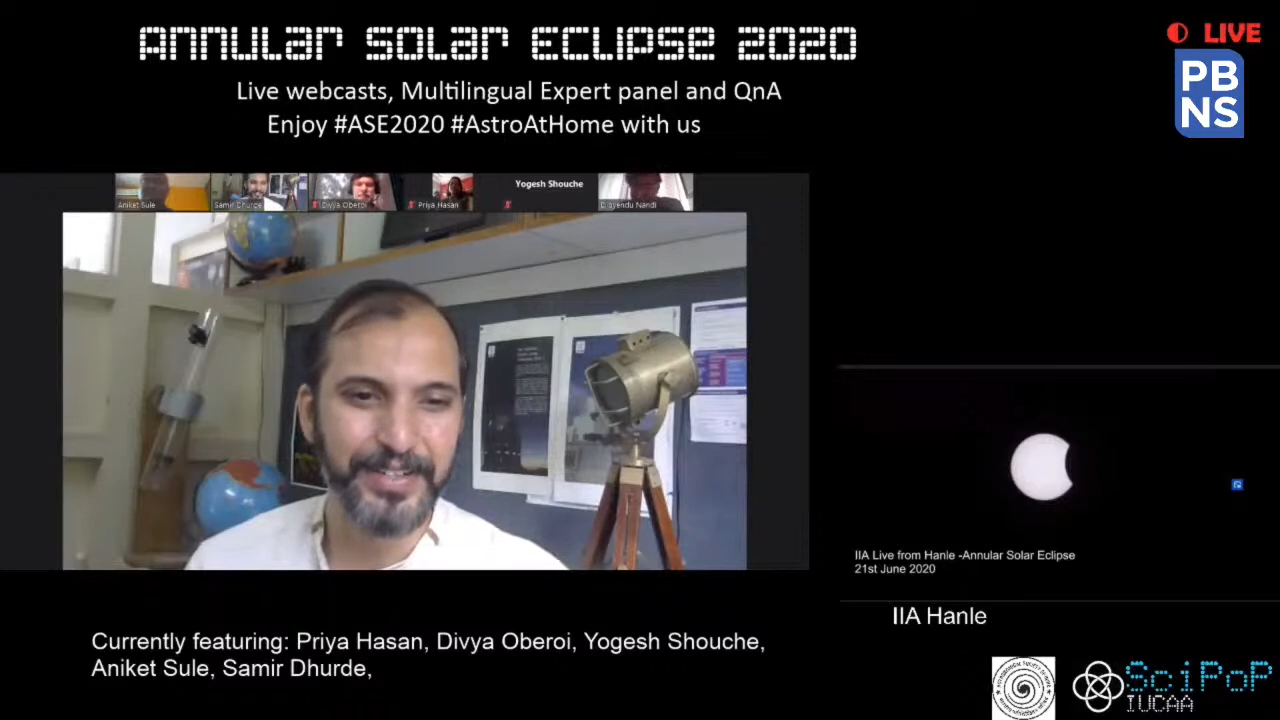 ANNULAR SOLAR ECLIPSE 2020
LIVE
Live webcasts, Multilingual Expert panel and QnA
PB
NS
Enjoy #ASE2020 #AstroAtHome with us
Yogesh Shouche
Aniket Sule
Samir Dhurde
Divya Oberoi
Priya Hasan
Dibyendu Nandi
IIA Live from Hanle -Annular Solar Eclipse
21st June 2020
IIA Hanle
Currently featuring: Priya Hasan, Divya Oberoi, Yogesh Shouche,
Aniket Sule, Samir Dhurde,
SciPoP
IUCAA